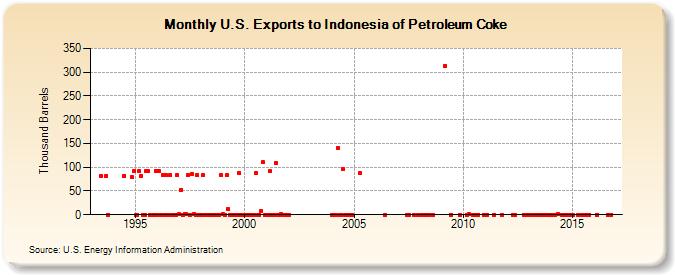 Monthly U.S. Exports to Indonesia of Petroleum Coke
Thousand Barrels
350
300
250
200
150
100
50
0
1995 2000 2005 2010 2015
Source: U.S. Energy Information Administration